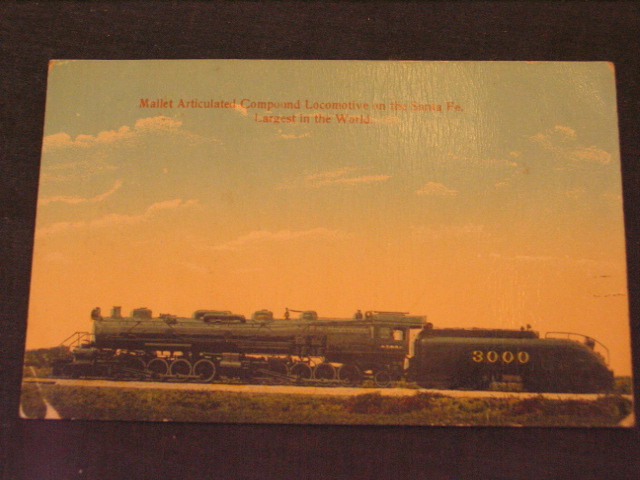 Mallet Articulated Compound Locomotive on the Santa Fe.
Largest in the World.
3000